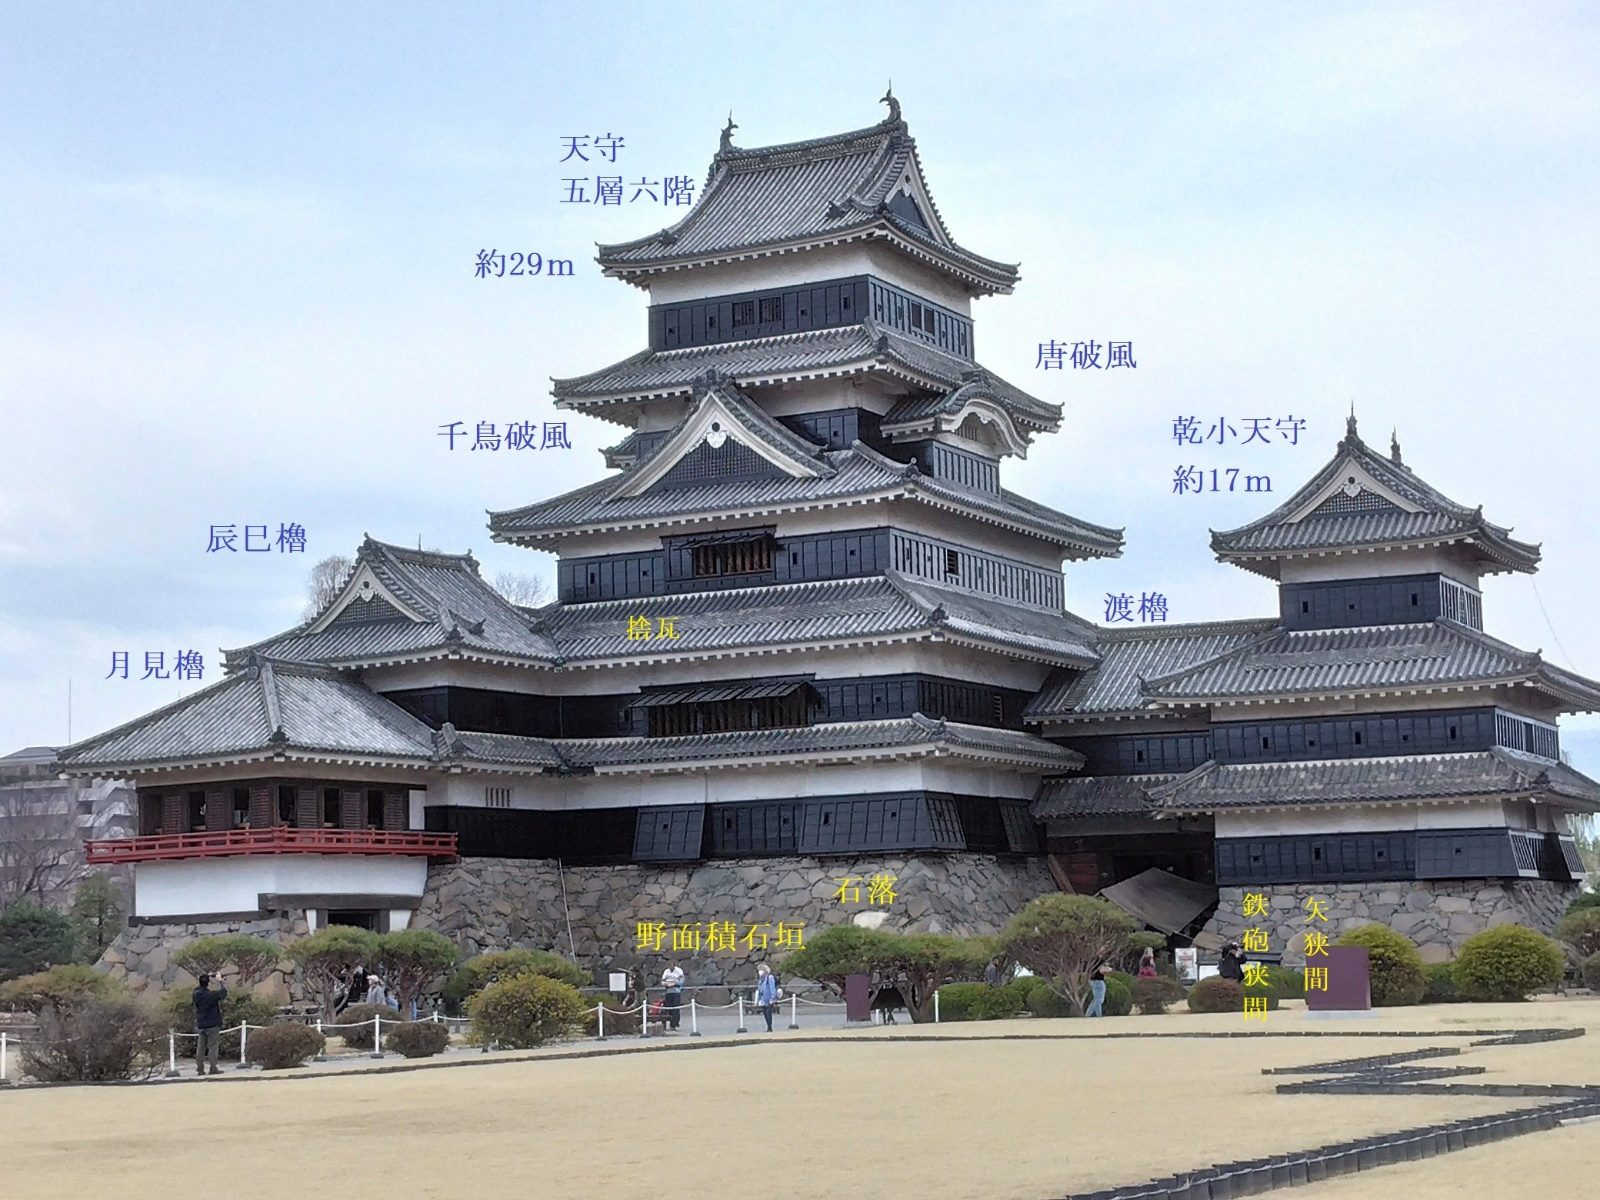 天守
五層六階
約29m
唐破風
千鳥破風
乾小天守
約17m
辰巳櫓
渡櫓
捨瓦
月見櫓
石落
野面積石垣
鉄砲狭間
矢狭間